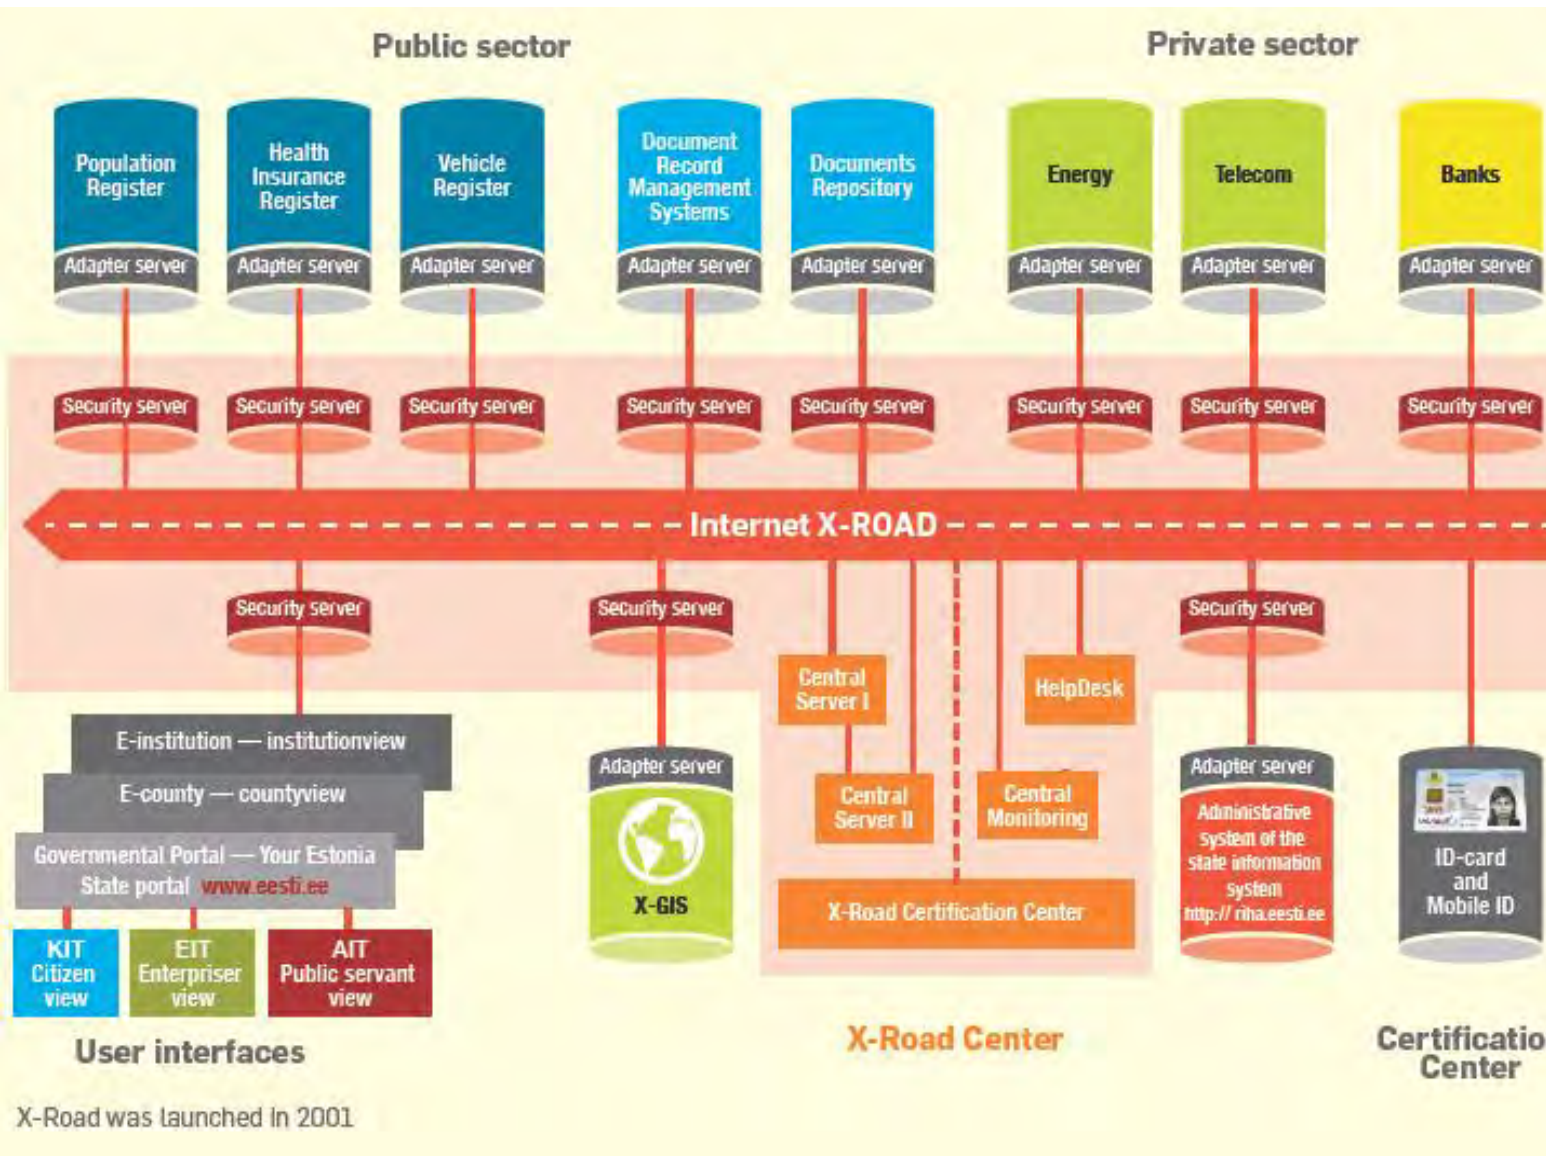 Public sector
Private sector
Population
Register
Health
Insurance
Register
Vehicle
Register
Document
Record
Management
Systems
Documents
Repository
Energy
Telecom
Banks
Adapter server
Adapter server
Adapter server
Adapter server
Adapter server
Adapter server
Adapter server
Adapter server
Security server
Security server
Security server
Security server
Security server
Security server
Security server
Security server
Internet X-ROAD
Security server
Security server
Security server
E-institution — institutionview
E-county — countyview
Governmental Portal — Your Estonia
State portal www.eesti.ee
KIT
Citizen
view
EIT
Enterpriser
view
AIT
Public servant
view
User interfaces
Adapter server
X-GIS
Central
Server I
Central
Server II
HelpDesk
Central
Monitoring
X-Road Certification Center
X-Road Center
Adapter server
Administrative
system of the
state information
system
http:// riha.eesti.ee
ID-card
and
Mobile ID
Certificatio
Center
X-Road was launched in 2001